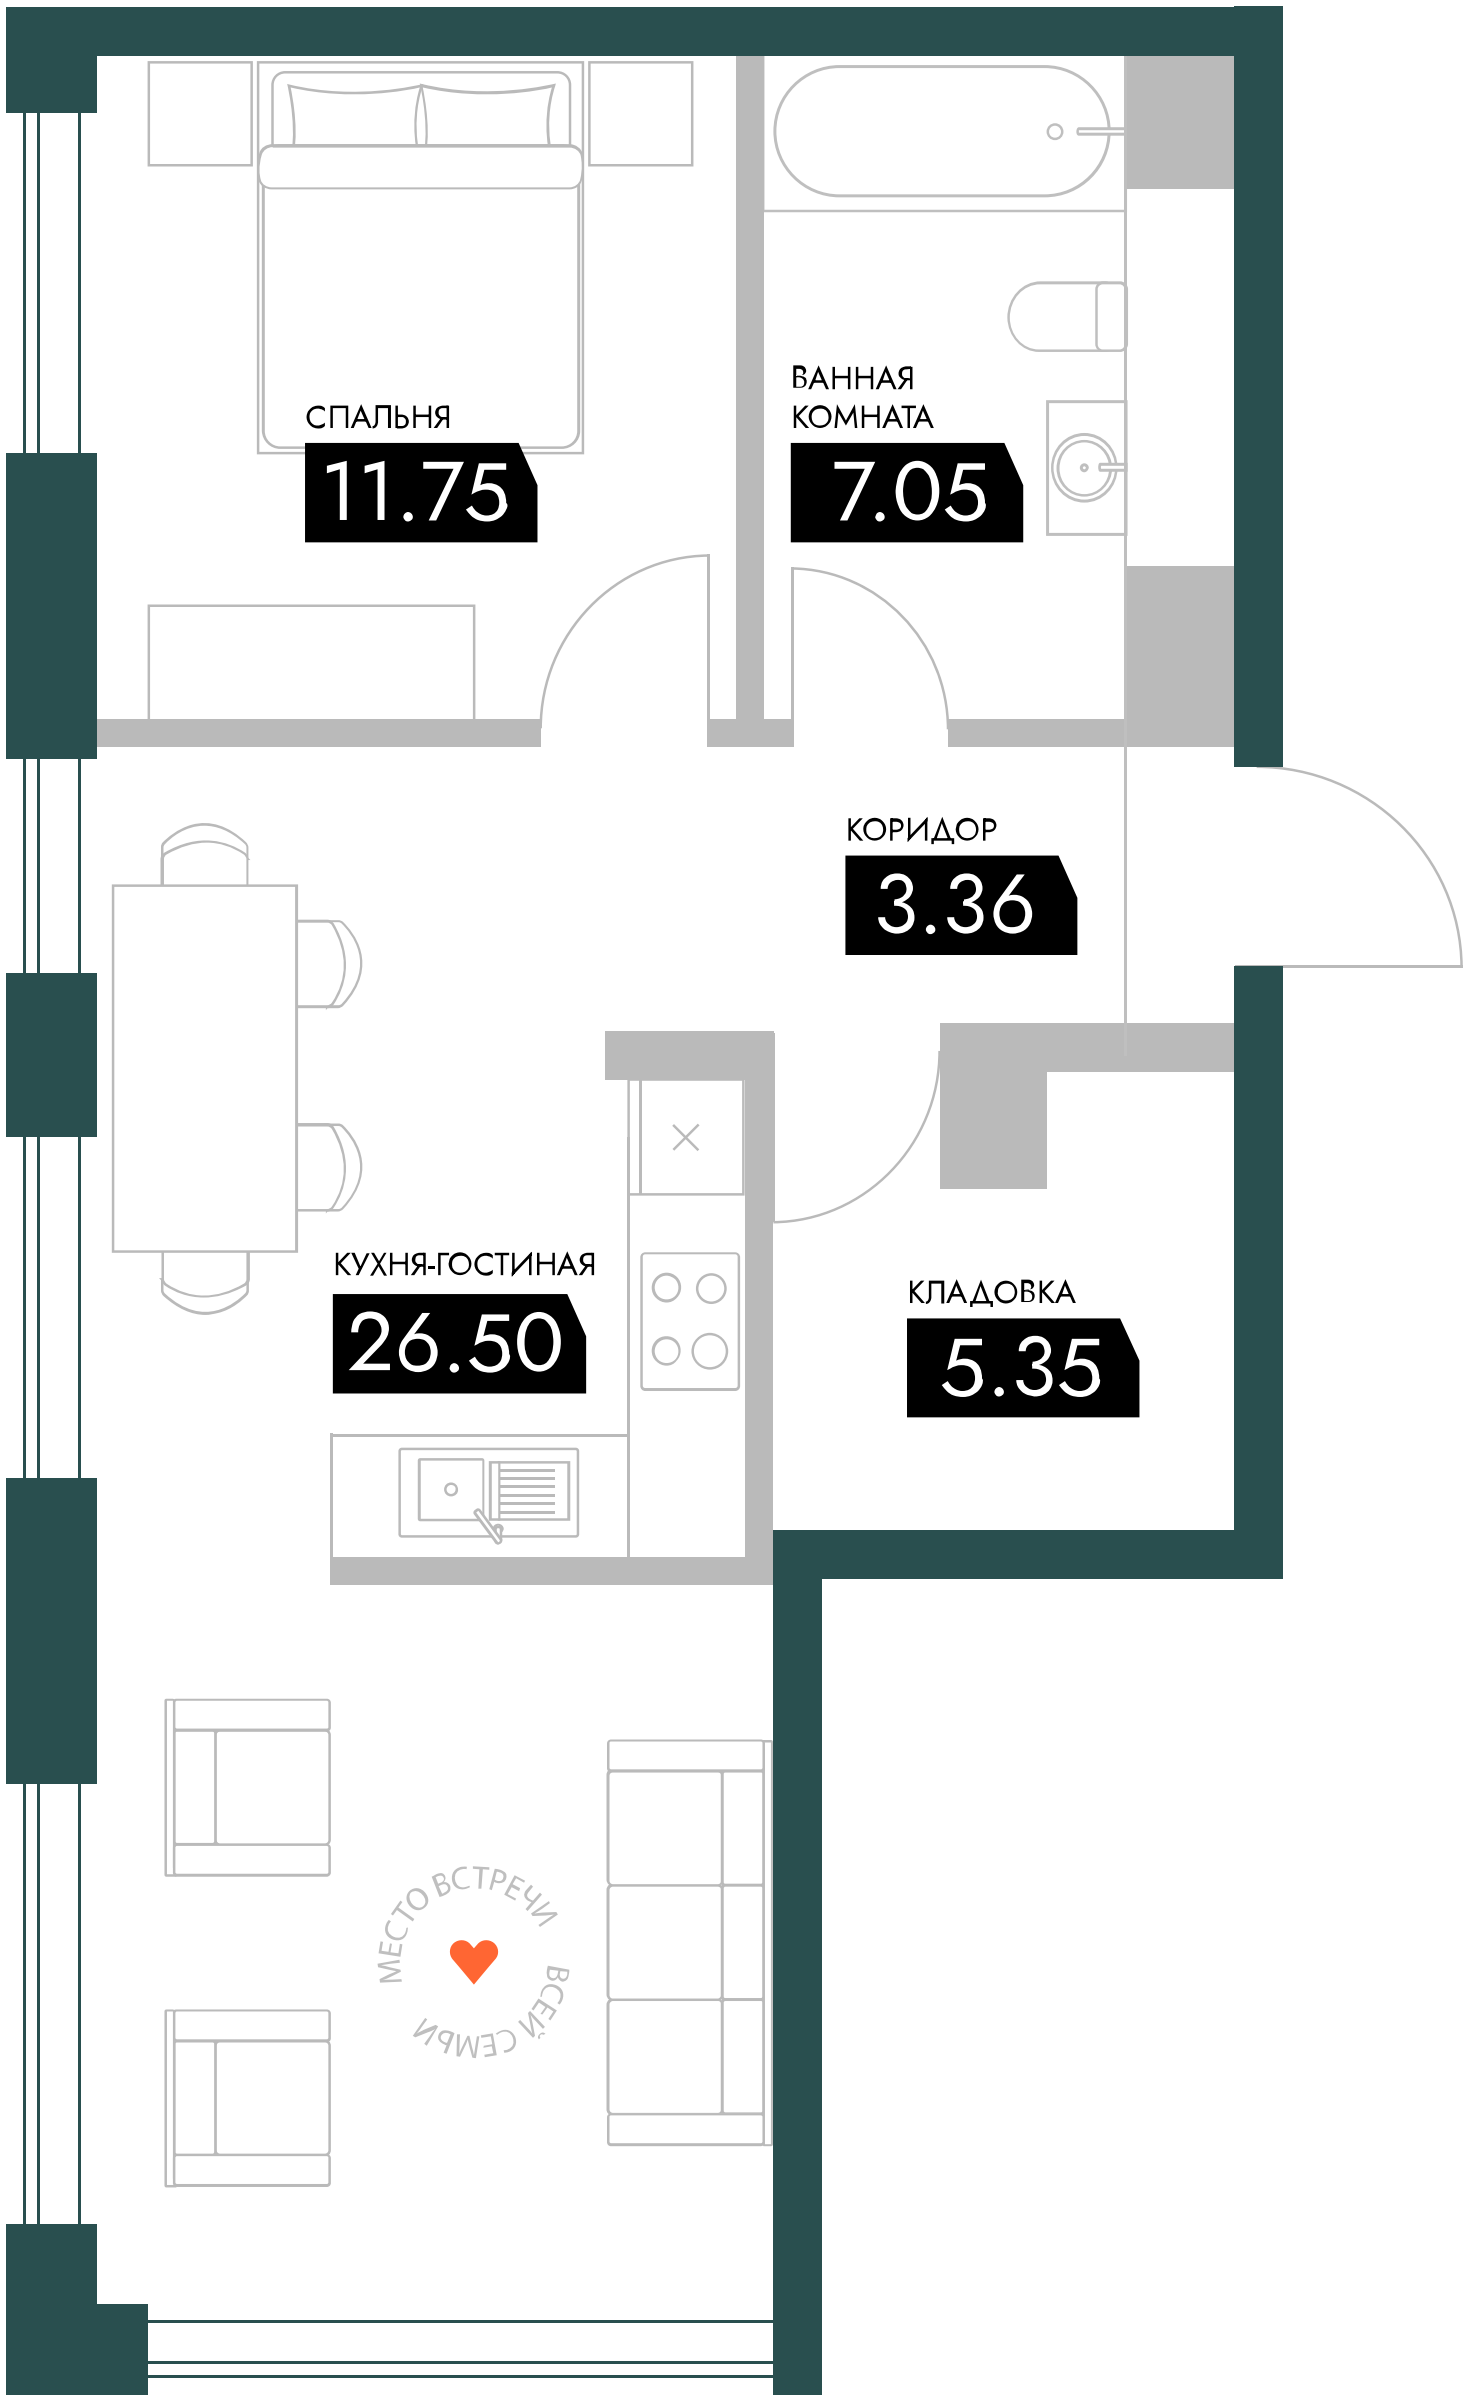 СПАЛЬНЯ
11.75
ВАННАЯ
КОМНАТА
7.05
КОРИДОР
3.36
КУХНЯ-ГОСТИНАЯ
26.50
КЛАДОВКА
5.35
МЕСТО ВСТРЕЧИ
ВСЕЙ СЕМЬИ